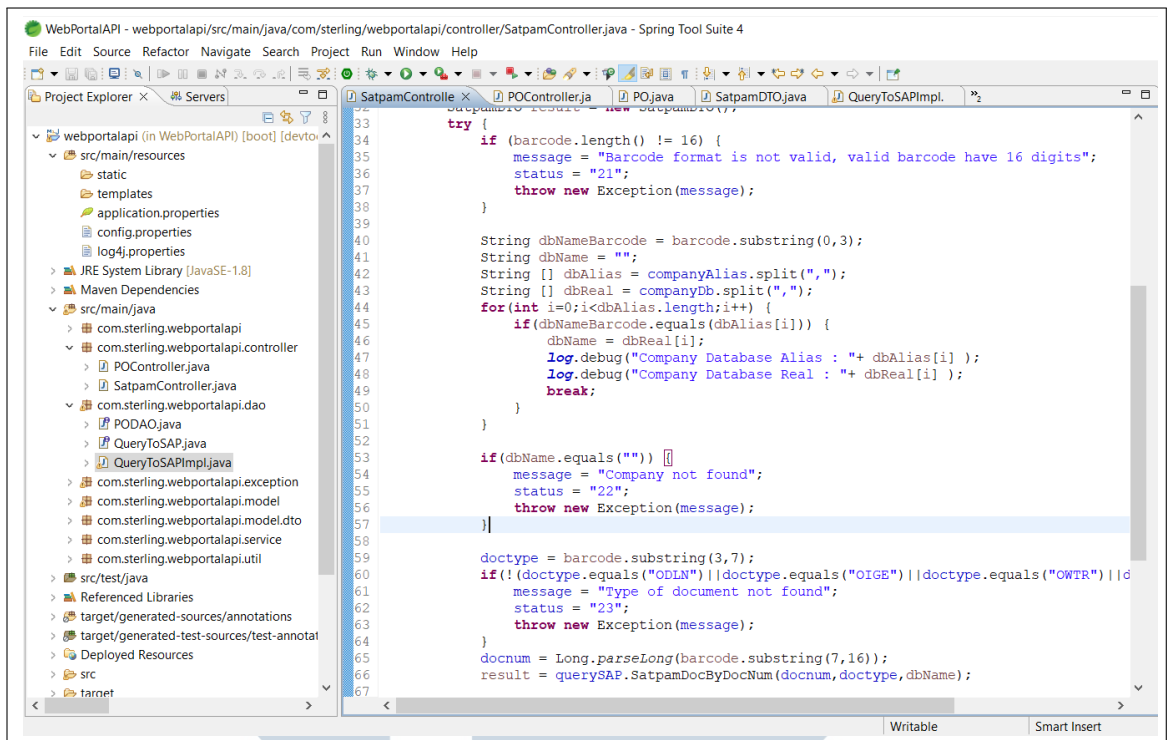 WebPortalAPI - webportalapi/src/main/java/com/sterling/webportalapi/controller/SatpamController.java - Spring Tool Suite 4
File Edit Source Refactor Navigate Search Project Run Window Help
Project Explorer Servers
webportalapi (in WebPortalAPI) [boot] [devto
src/main/resources
static
templates
application.properties
config.properties
log4j.properties
JRE System Library [JavaSE-1.8]
Maven Dependencies
src/main/java
com.sterling.webportalapi
com.sterling.webportalapi.controller
POController.java
SatpamController.java
com.sterling.webportalapi.dao
PODAO.java
QueryToSAP.java
QueryToSAPImpl.java
com.sterling.webportalapi.exception
com.sterling.webportalapi.model
com.sterling.webportalapi.model.dto
com.sterling.webportalapi.service
com.sterling.webportalapi.util
src/test/java
Referenced Libraries
target/generated-sources/annotations
target/generated-test-sources/test-annotat
Deployed Resources
src
target
SatpamControlle POController.ja PO.java SatpamDTO.java QueryToSAPImpl. »2
32 SatpamDTO result = new SatpamDTO();
33 try {
34 if (barcode.length() != 16) {
35 message = "Barcode format is not valid, valid barcode have 16 digits";
36 status = "21";
37 throw new Exception(message);
38 }
39
40 String dbNameBarcode = barcode.substring(0,3);
41 String dbName = "";
42 String [] dbAlias = companyAlias.split(",");
43 String [] dbReal = companyDb.split(",");
44 for(int i=0;i<dbAlias.length;i++) {
45 if(dbNameBarcode.equals(dbAlias[i])) {
46 dbName = dbReal[i];
47 log.debug("Company Database Alias : "+ dbAlias[i] );
48 log.debug("Company Database Real : "+ dbReal[i] );
49 break;
50 }
51 }
52
53 if(dbName.equals("")) {
54 message = "Company not found";
55 status = "22";
56 throw new Exception(message);
57 }
58
59 doctype = barcode.substring(3,7);
60 if(!(doctype.equals("ODLN")||doctype.equals("OIGE")||doctype.equals("OWTR")||d
61 message = "Type of document not found";
62 status = "23";
63 throw new Exception(message);
64 }
65 docnum = Long.parseLong(barcode.substring(7,16));
66 result = querySAP.SatpamDocByDocNum(docnum,doctype,dbName);
67
Writable Smart Insert